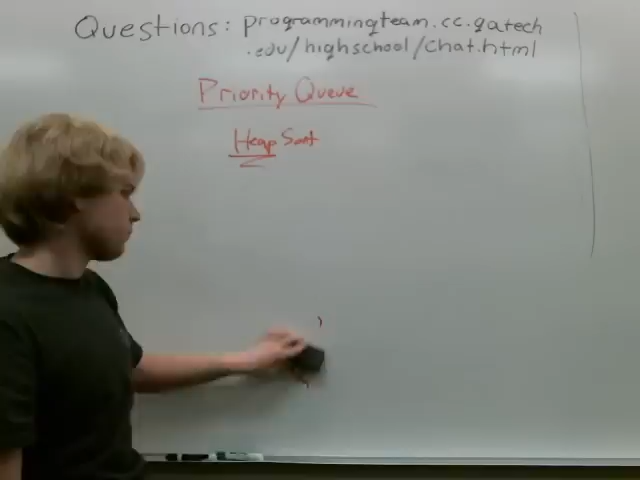 Questions: programmingteam.cc.gatech
.edu/highschool/chat.html
Priority Queue
Heap Sort